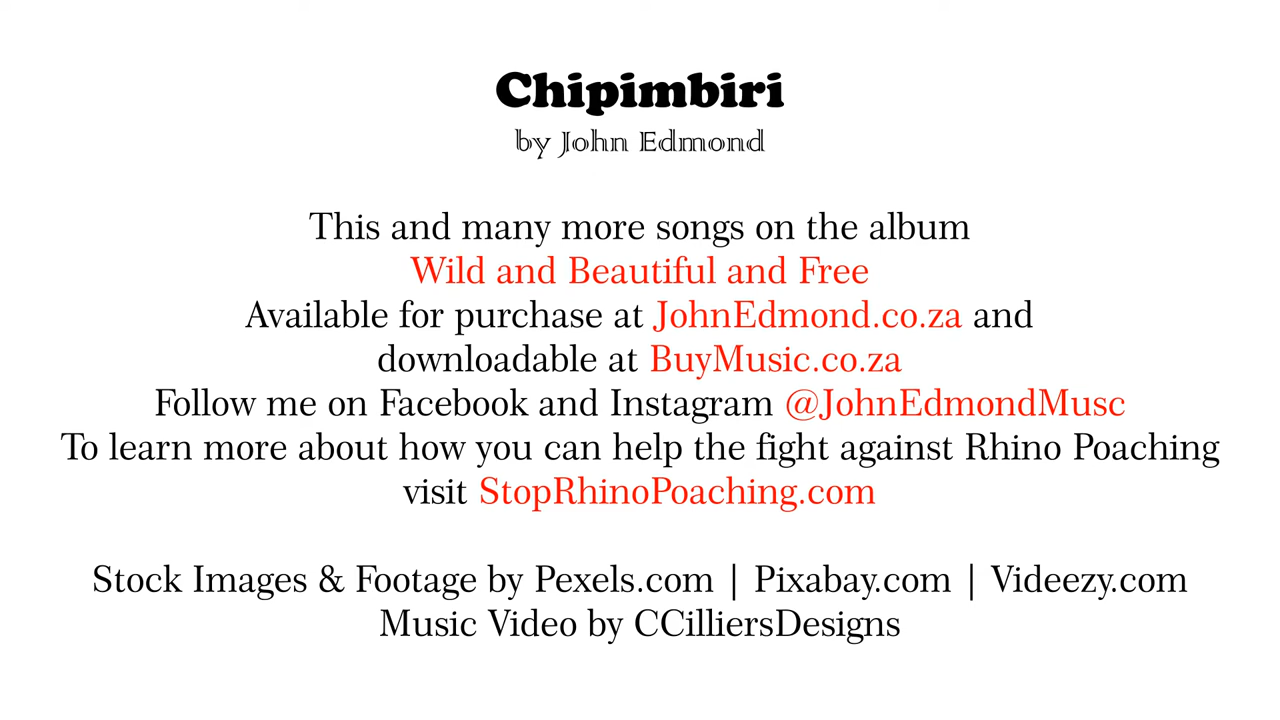 Chipimbiri
by John Edmond
This and many more songs on the album
Wild and Beautiful and Free
Available for purchase at JohnEdmond.co.za and
downloadable at BuyMusic.co.za
Follow me on Facebook and Instagram @JohnEdmondMusc
To learn more about how you can help the fight against Rhino Poaching
visit StopRhinoPoaching.com
Stock Images & Footage by Pexels.com | Pixabay.com | Videezy.com
Music Video by CCilliersDesigns